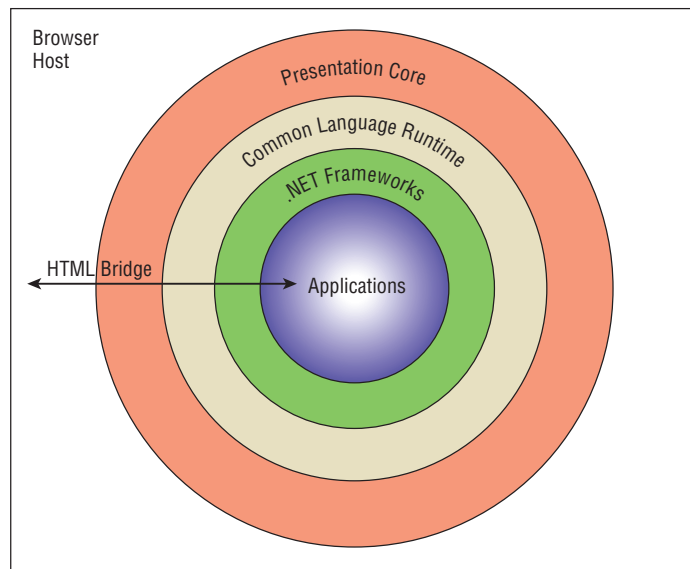 Browser
Host
Presentation Core
Common Language Runtime
.NET Frameworks
HTML Bridge
Applications